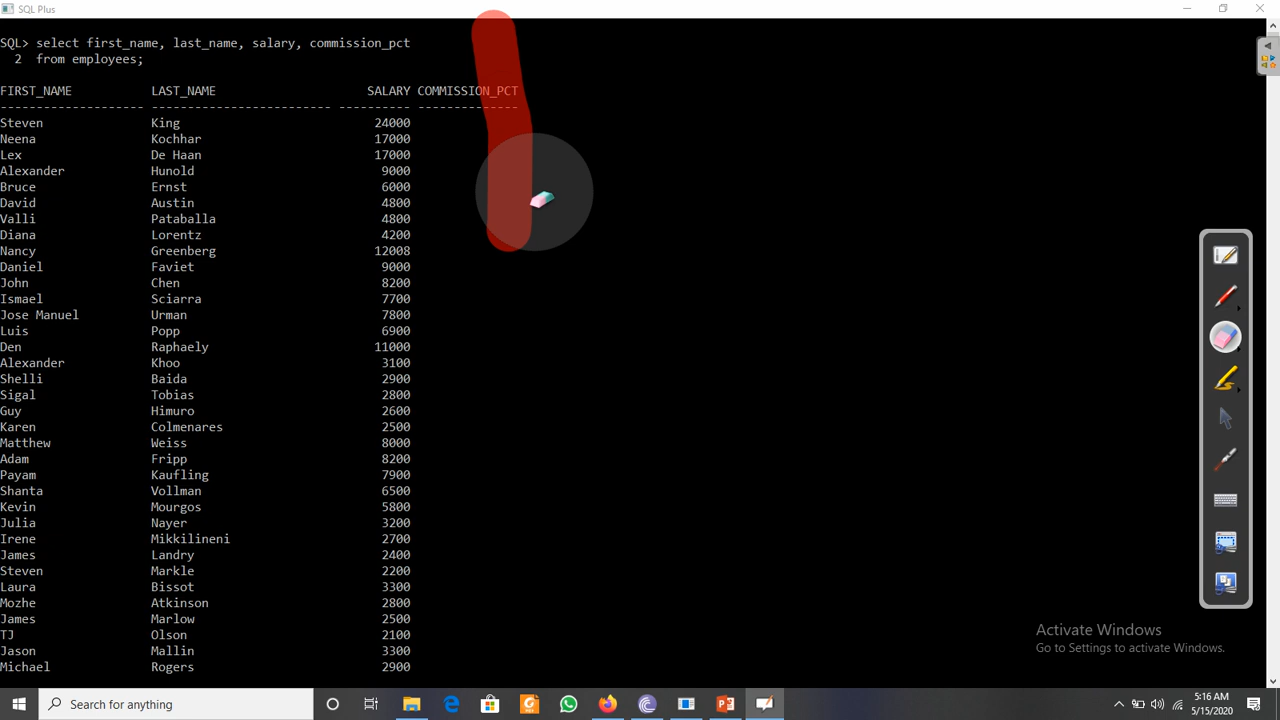 SQL Plus
SQL> select first_name, last_name, salary, commission_pct
2 from employees;
FIRST_NAME LAST_NAME SALARY COMMISSION_PCT
-------------------- ------------------------- ---------- --------------
Steven King 24000
Neena Kochhar 17000
Lex De Haan 17000
Alexander Hunold 9000
Bruce Ernst 6000
David Austin 4800
Valli Pataballa 4800
Diana Lorentz 4200
Nancy Greenberg 12008
Daniel Faviet 9000
John Chen 8200
Ismael Sciarra 7700
Jose Manuel Urman 7800
Luis Popp 6900
Den Raphaely 11000
Alexander Khoo 3100
Shelli Baida 2900
Sigal Tobias 2800
Guy Himuro 2600
Karen Colmenares 2500
Matthew Weiss 8000
Adam Fripp 8200
Payam Kaufling 7900
Shanta Vollman 6500
Kevin Mourgos 5800
Julia Nayer 3200
Irene Mikkilineni 2700
James Landry 2400
Steven Markle 2200
Laura Bissot 3300
Mozhe Atkinson 2800
James Marlow 2500
TJ Olson 2100
Jason Mallin 3300
Michael Rogers 2900
Activate Windows
Go to Settings to activate Windows.
Search for anything
5:16 AM
5/15/2020